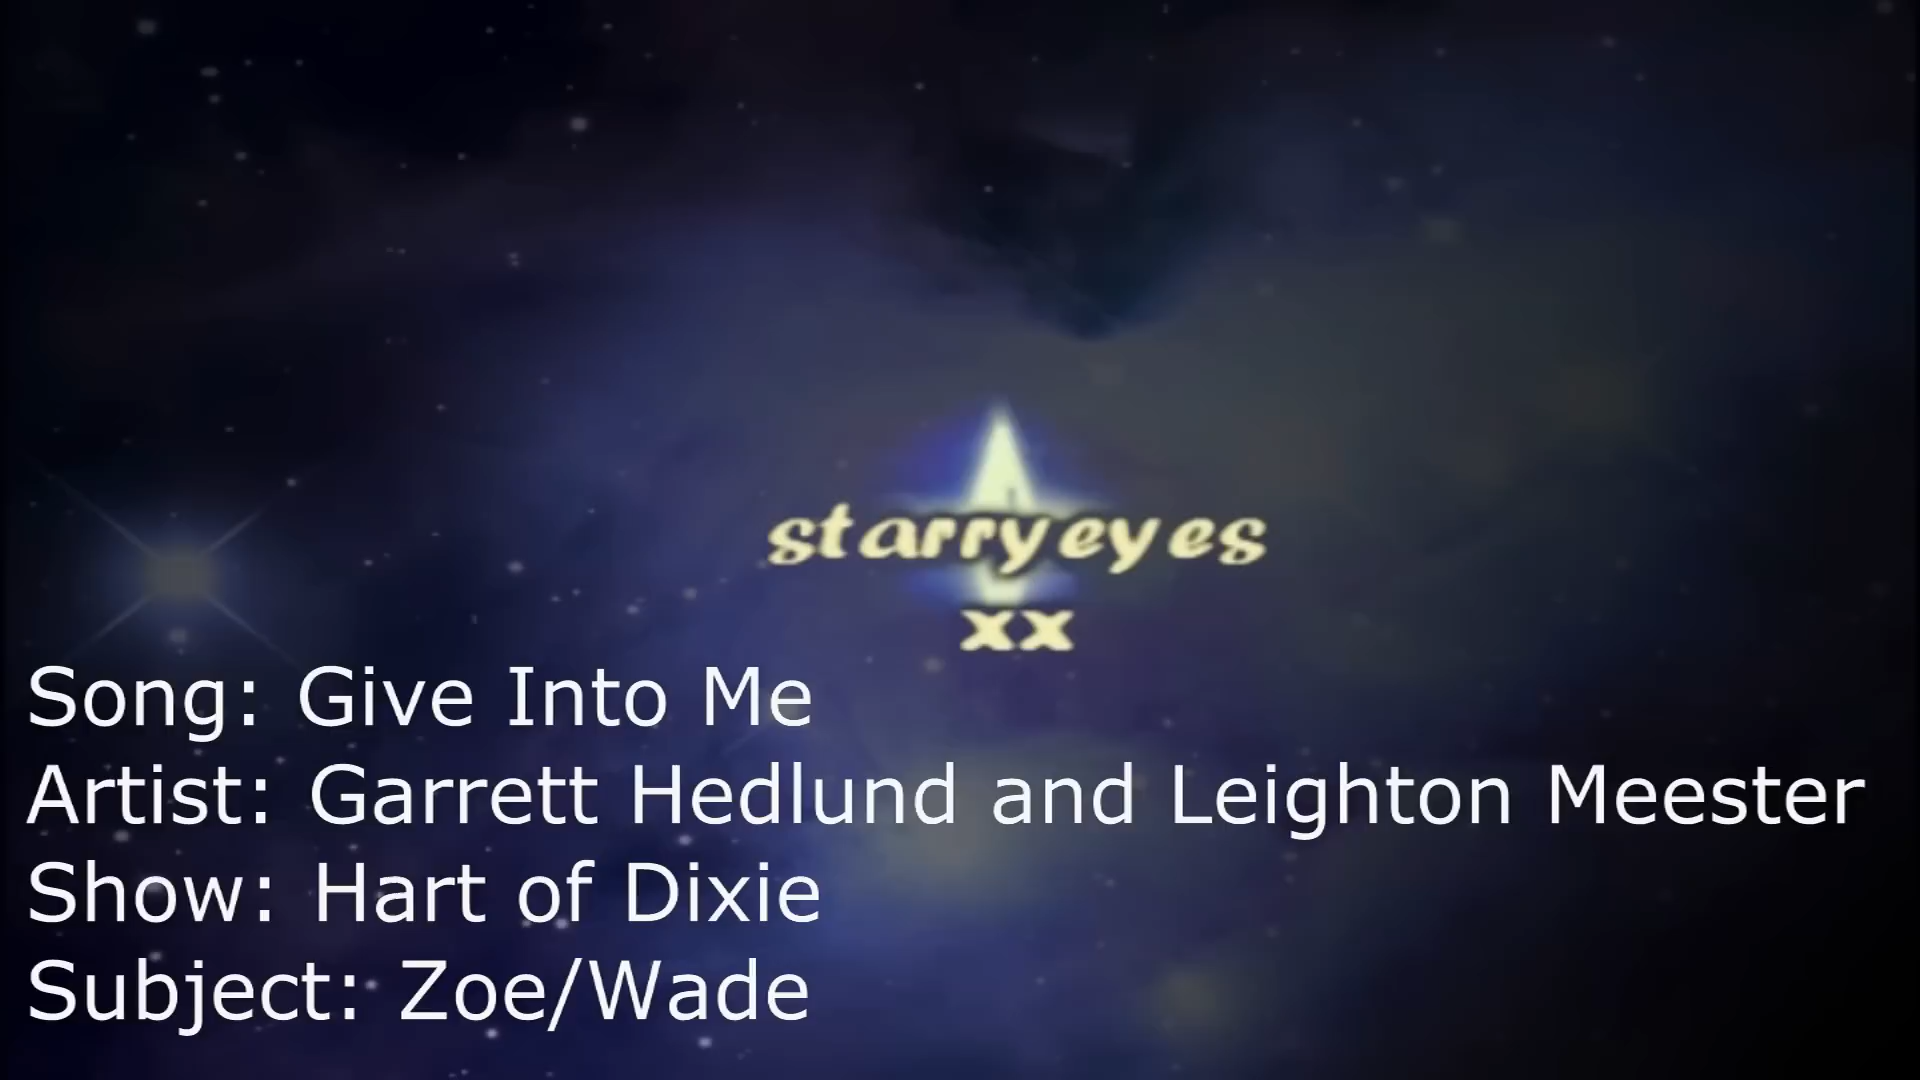 starryeyes
xx
Song: Give Into Me
Artist: Garrett Hedlund and Leighton Meester
Show: Hart of Dixie
Subject: Zoe/Wade